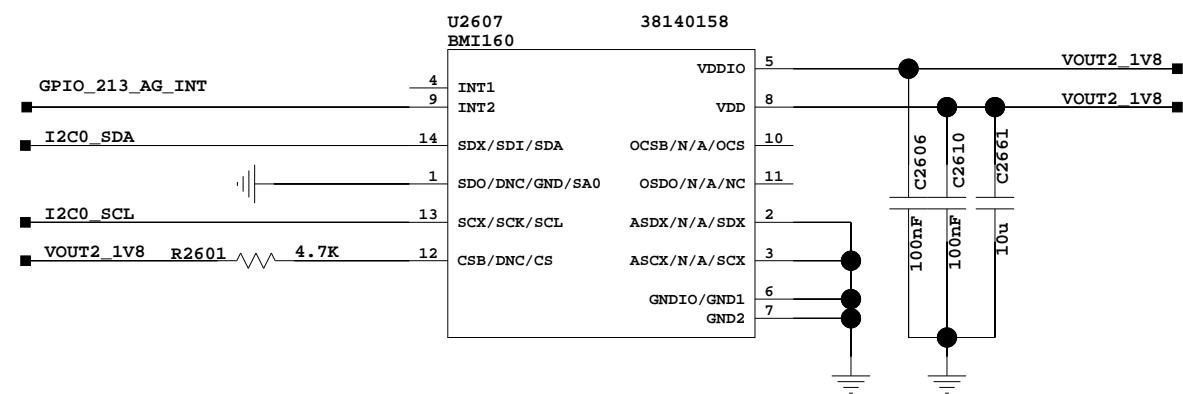 U2607 38140158
BMI160
GPIO_213_AG_INT
I2C0_SDA
I2C0_SCL
VOUT2_1V8 R2601 4.7K
4 INT1
9 INT2
14 SDX/SDI/SDA
1 SDO/DNC/GND/SA0
13 SCX/SCK/SCL
12 CSB/DNC/CS
VDDIO 5
VDD 8
OCSB/N/A/OCS 10
OSDO/N/A/NC 11
ASDX/N/A/SDX 2
ASCX/N/A/SCX 3
GNDIO/GND1 6
GND2 7
VOUT2_1V8
VOUT2_1V8
C2606
100nF
C2610
100nF
C2661
10u